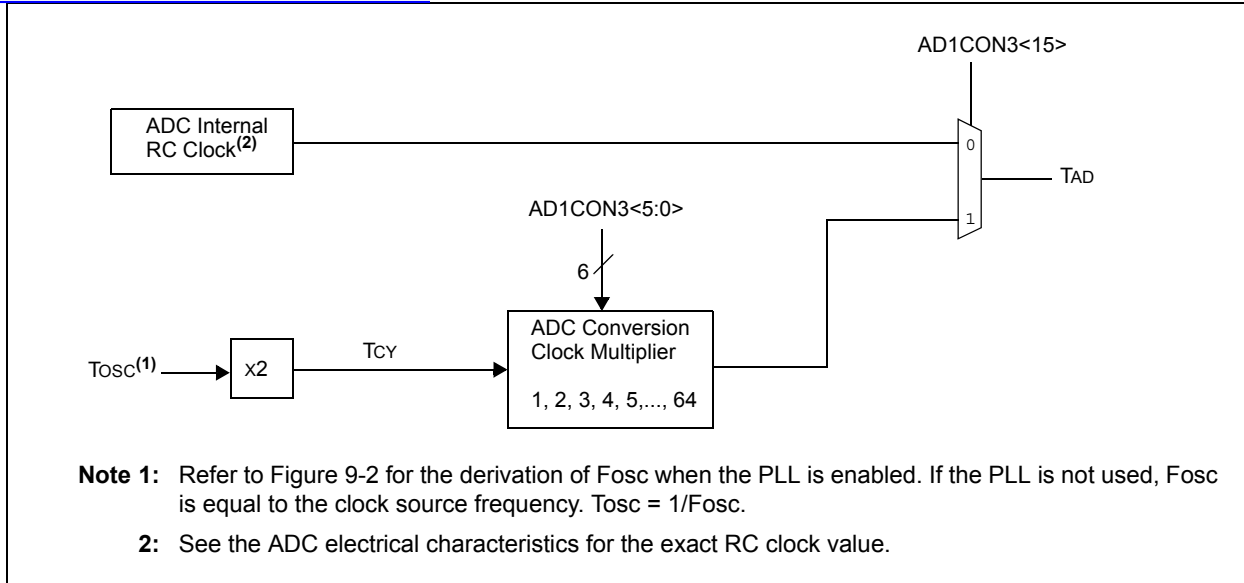 AD1CON3<15>
ADC Internal
RC Clock(2)
0
TAD
AD1CON3<5:0>
1
6
ADC Conversion
Clock Multiplier
TOSC(1)
X2
TCY
1, 2, 3, 4, 5,..., 64
Note 1: Refer to Figure 9-2 for the derivation of Fosc when the PLL is enabled. If the PLL is not used, Fosc
is equal to the clock source frequency. Tosc = 1/Fosc.
2: See the ADC electrical characteristics for the exact RC clock value.